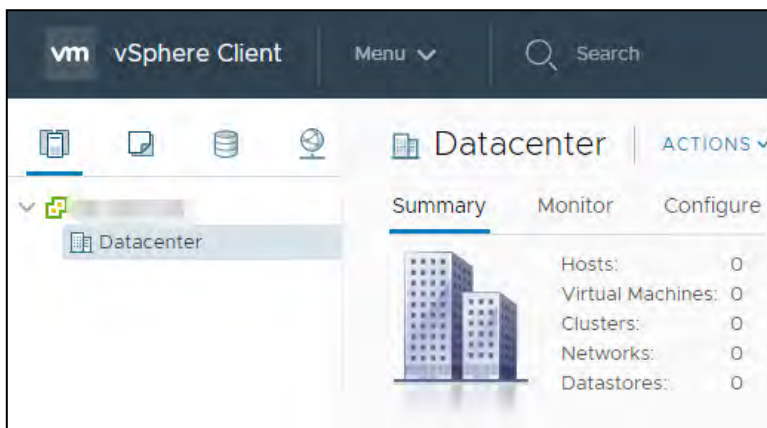 vm vSphere Client Menu Search
Datacenter ACTIONS
Summary Monitor Configure
Datacenter
Hosts: 0
Virtual Machines: 0
Clusters: 0
Networks: 0
Datastores: 0